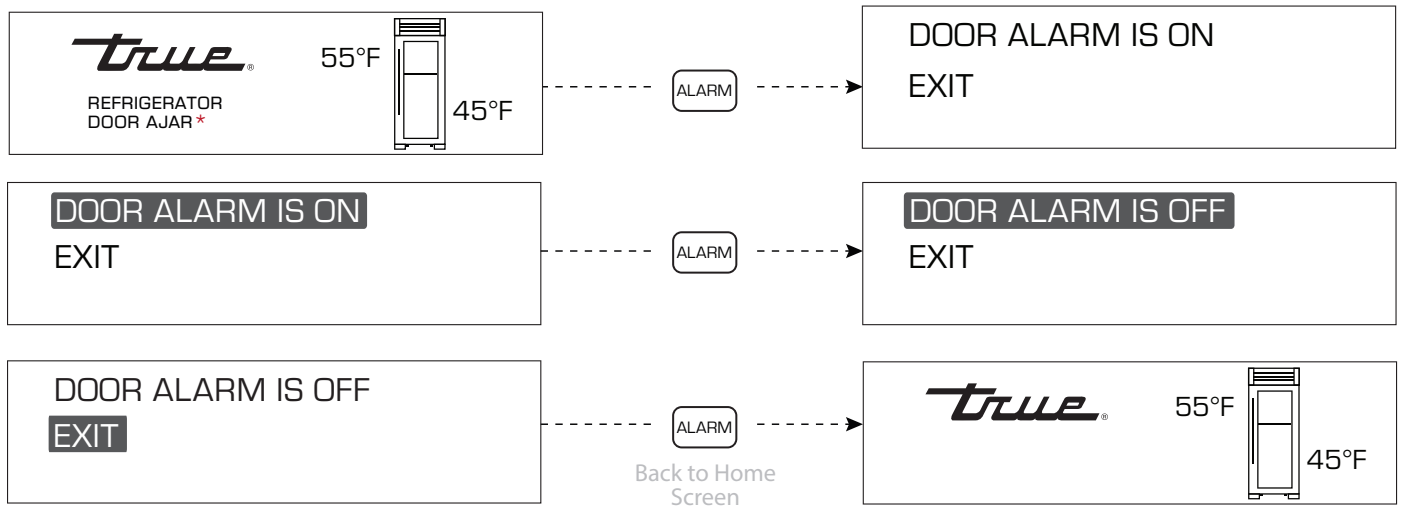 true®
55°F
REFRIGERATOR
DOOR AJAR*
45°F
ALARM
DOOR ALARM IS ON
EXIT
DOOR ALARM IS ON
EXIT
ALARM
DOOR ALARM IS OFF
EXIT
DOOR ALARM IS OFF
EXIT
ALARM
Back to Home
Screen
true®
55°F
45°F